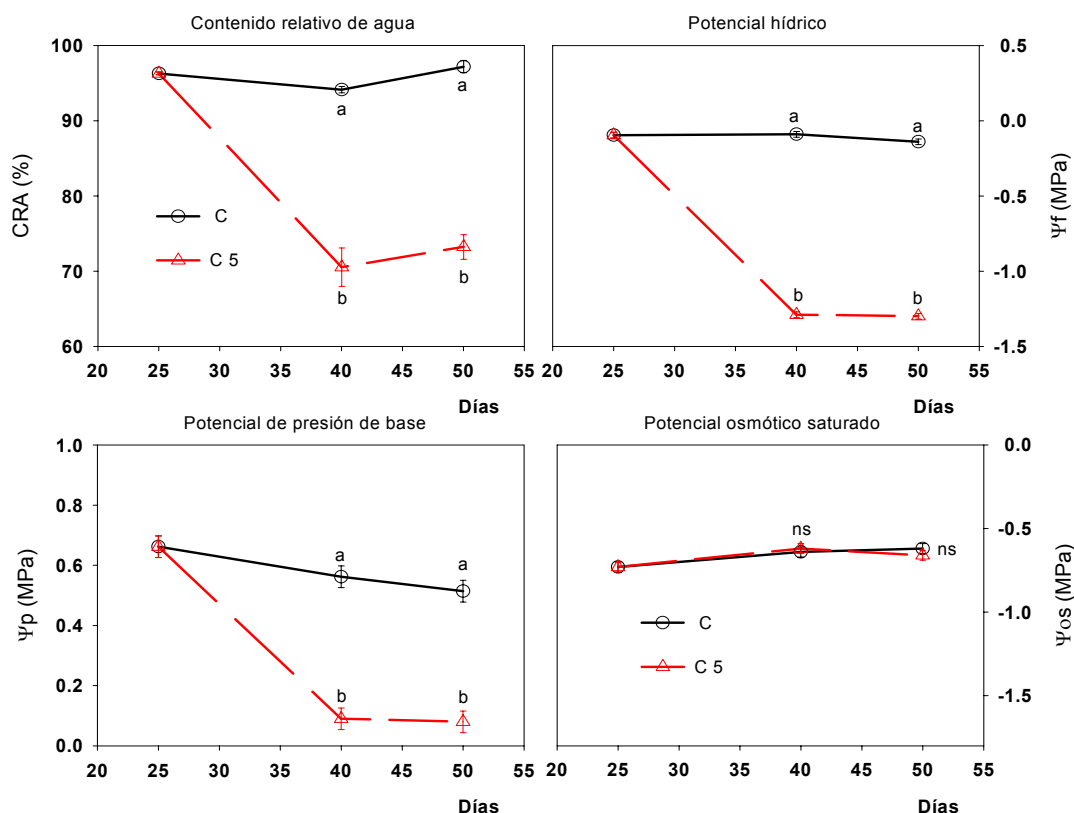 Contenido relativo de agua
CRA (%)
100
90
80
70
60
a
a
b
b
C
C 5
20 25 30 35 40 45 50 55
Días
Potencial hídrico
Ψf (MPa)
0.5
0.0
-0.5
-1.0
-1.5
a
a
b
b
20 25 30 35 40 45 50 55
Días
Potencial de presión de base
Ψp (MPa)
1.0
0.8
0.6
0.4
0.2
0.0
a
a
b
b
20 25 30 35 40 45 50 55
Días
Potencial osmótico saturado
Ψos (MPa)
0.0
-0.5
-1.0
-1.5
ns
ns
C
C 5
20 25 30 35 40 45 50 55
Días